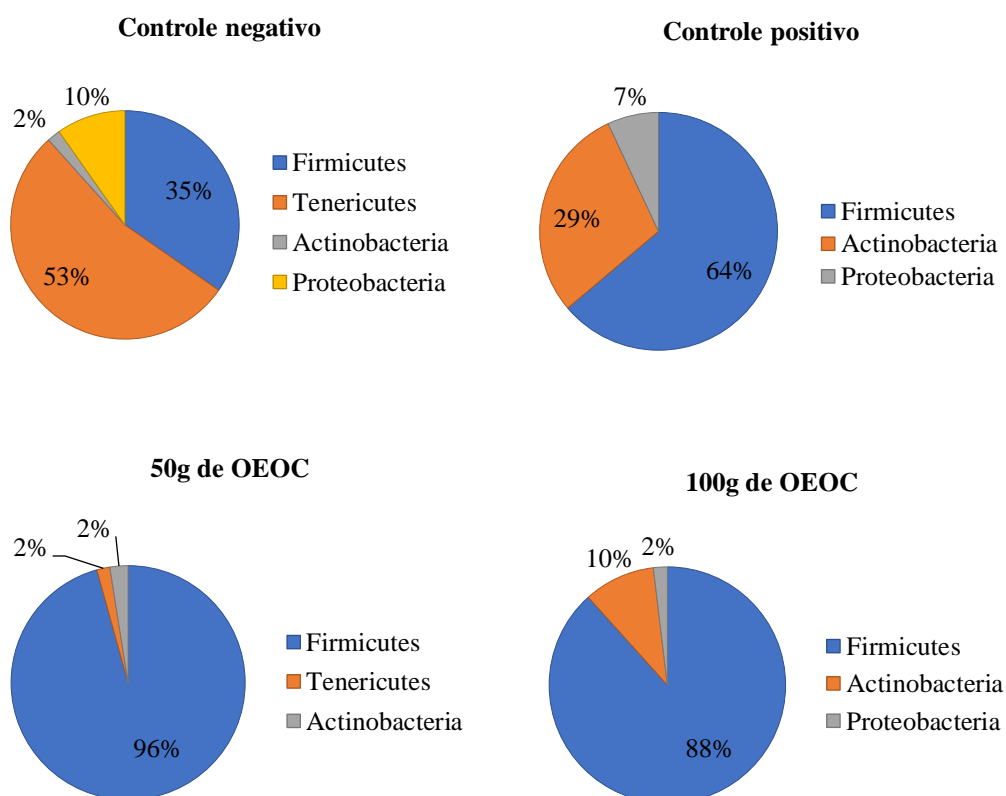 Controle negativo
10%
2%
35%
53%
Firmicutes
Tenericutes
Actinobacteria
Proteobacteria
Controle positivo
7%
29%
64%
Firmicutes
Actinobacteria
Proteobacteria
50g de OEOC
2%
2%
96%
Firmicutes
Tenericutes
Actinobacteria
100g de OEOC
10%
2%
88%
Firmicutes
Actinobacteria
Proteobacteria